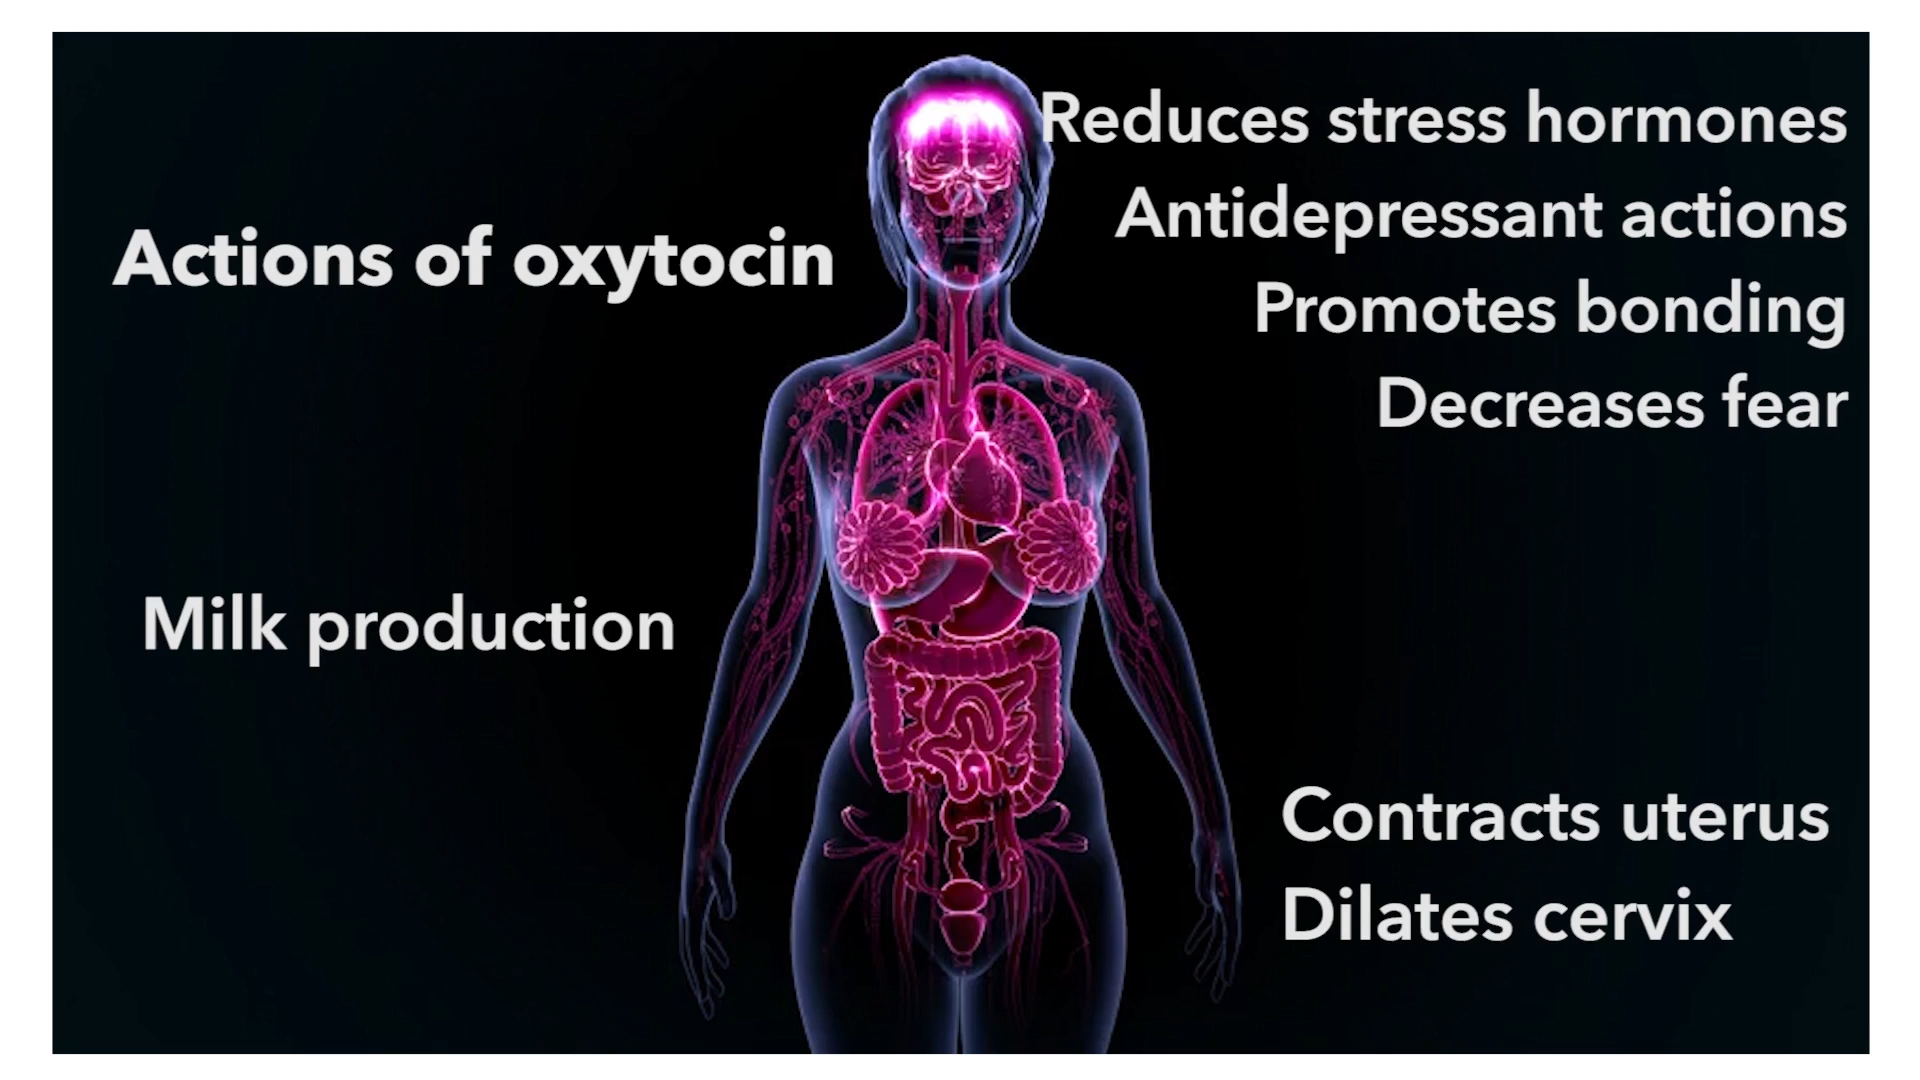 Actions of oxytocin
Reduces stress hormones
Antidepressant actions
Promotes bonding
Decreases fear
Milk production
Contracts uterus
Dilates cervix